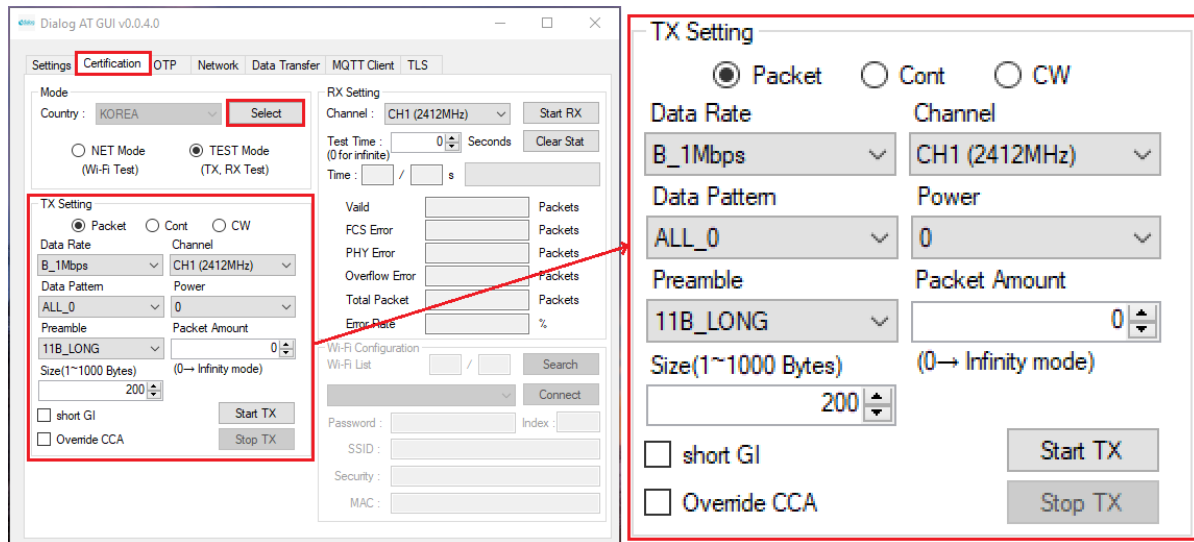 Dialog AT GUI v0.0.4.0
Settings Certification OTP Network Data Transfer MQTT Client TLS
Mode
Country : KOREA Select
NET Mode TEST Mode
(Wi-Fi Test) (TX, RX Test)
TX Setting
Packet Cont CW
Data Rate Channel
B_1Mbps CH1 (2412MHz)
Data Pattern Power
ALL_0 0
Preamble Packet Amount
11B_LONG 0
Size(1~1000 Bytes) (0→ Infinity mode)
200
short GI Start TX
Override CCA Stop TX
RX Setting
Channel : CH1 (2412MHz) Start RX
Test Time : 0 Seconds Clear Stat
(0 for infinite)
Time : / s
Vaild Packets
FCS Error Packets
PHY Error Packets
Overflow Error Packets
Total Packet Packets
Error Rate %
Wi-Fi Configuration
Wi-Fi List / Search
Connect
Password : Index :
SSID :
Security :
MAC :
TX Setting
Packet Cont CW
Data Rate Channel
B_1Mbps CH1 (2412MHz)
Data Pattern Power
ALL_0 0
Preamble Packet Amount
11B_LONG 0
Size(1~1000 Bytes) (0→ Infinity mode)
200
short GI Start TX
Override CCA Stop TX